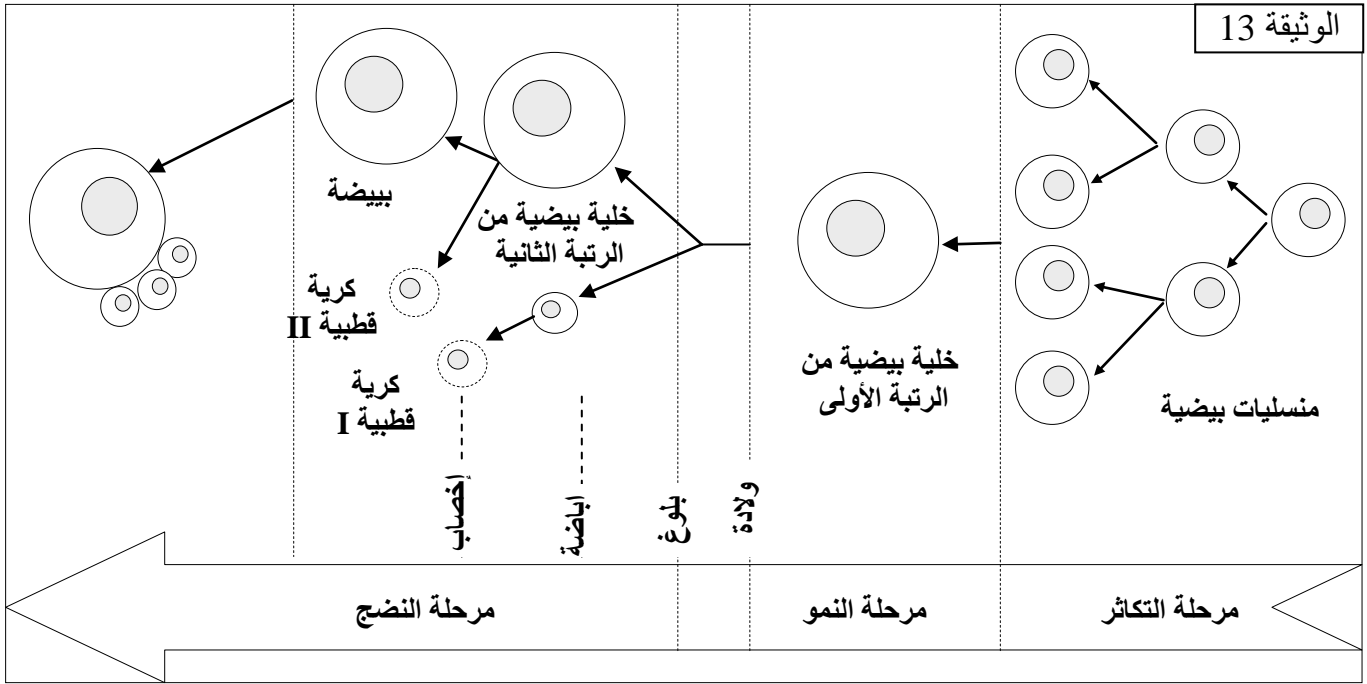 الوثيقة 13
منسليات بيضية
خلية بيضية من
الرتبة الأولى
خلية بيضية من
الرتبة الثانية
بييضة
كرية
قطبية II
كرية
قطبية I
ولادة
بلوغ
اباضة
إخصاب
مرحلة التكاثر
مرحلة النمو
مرحلة النضج